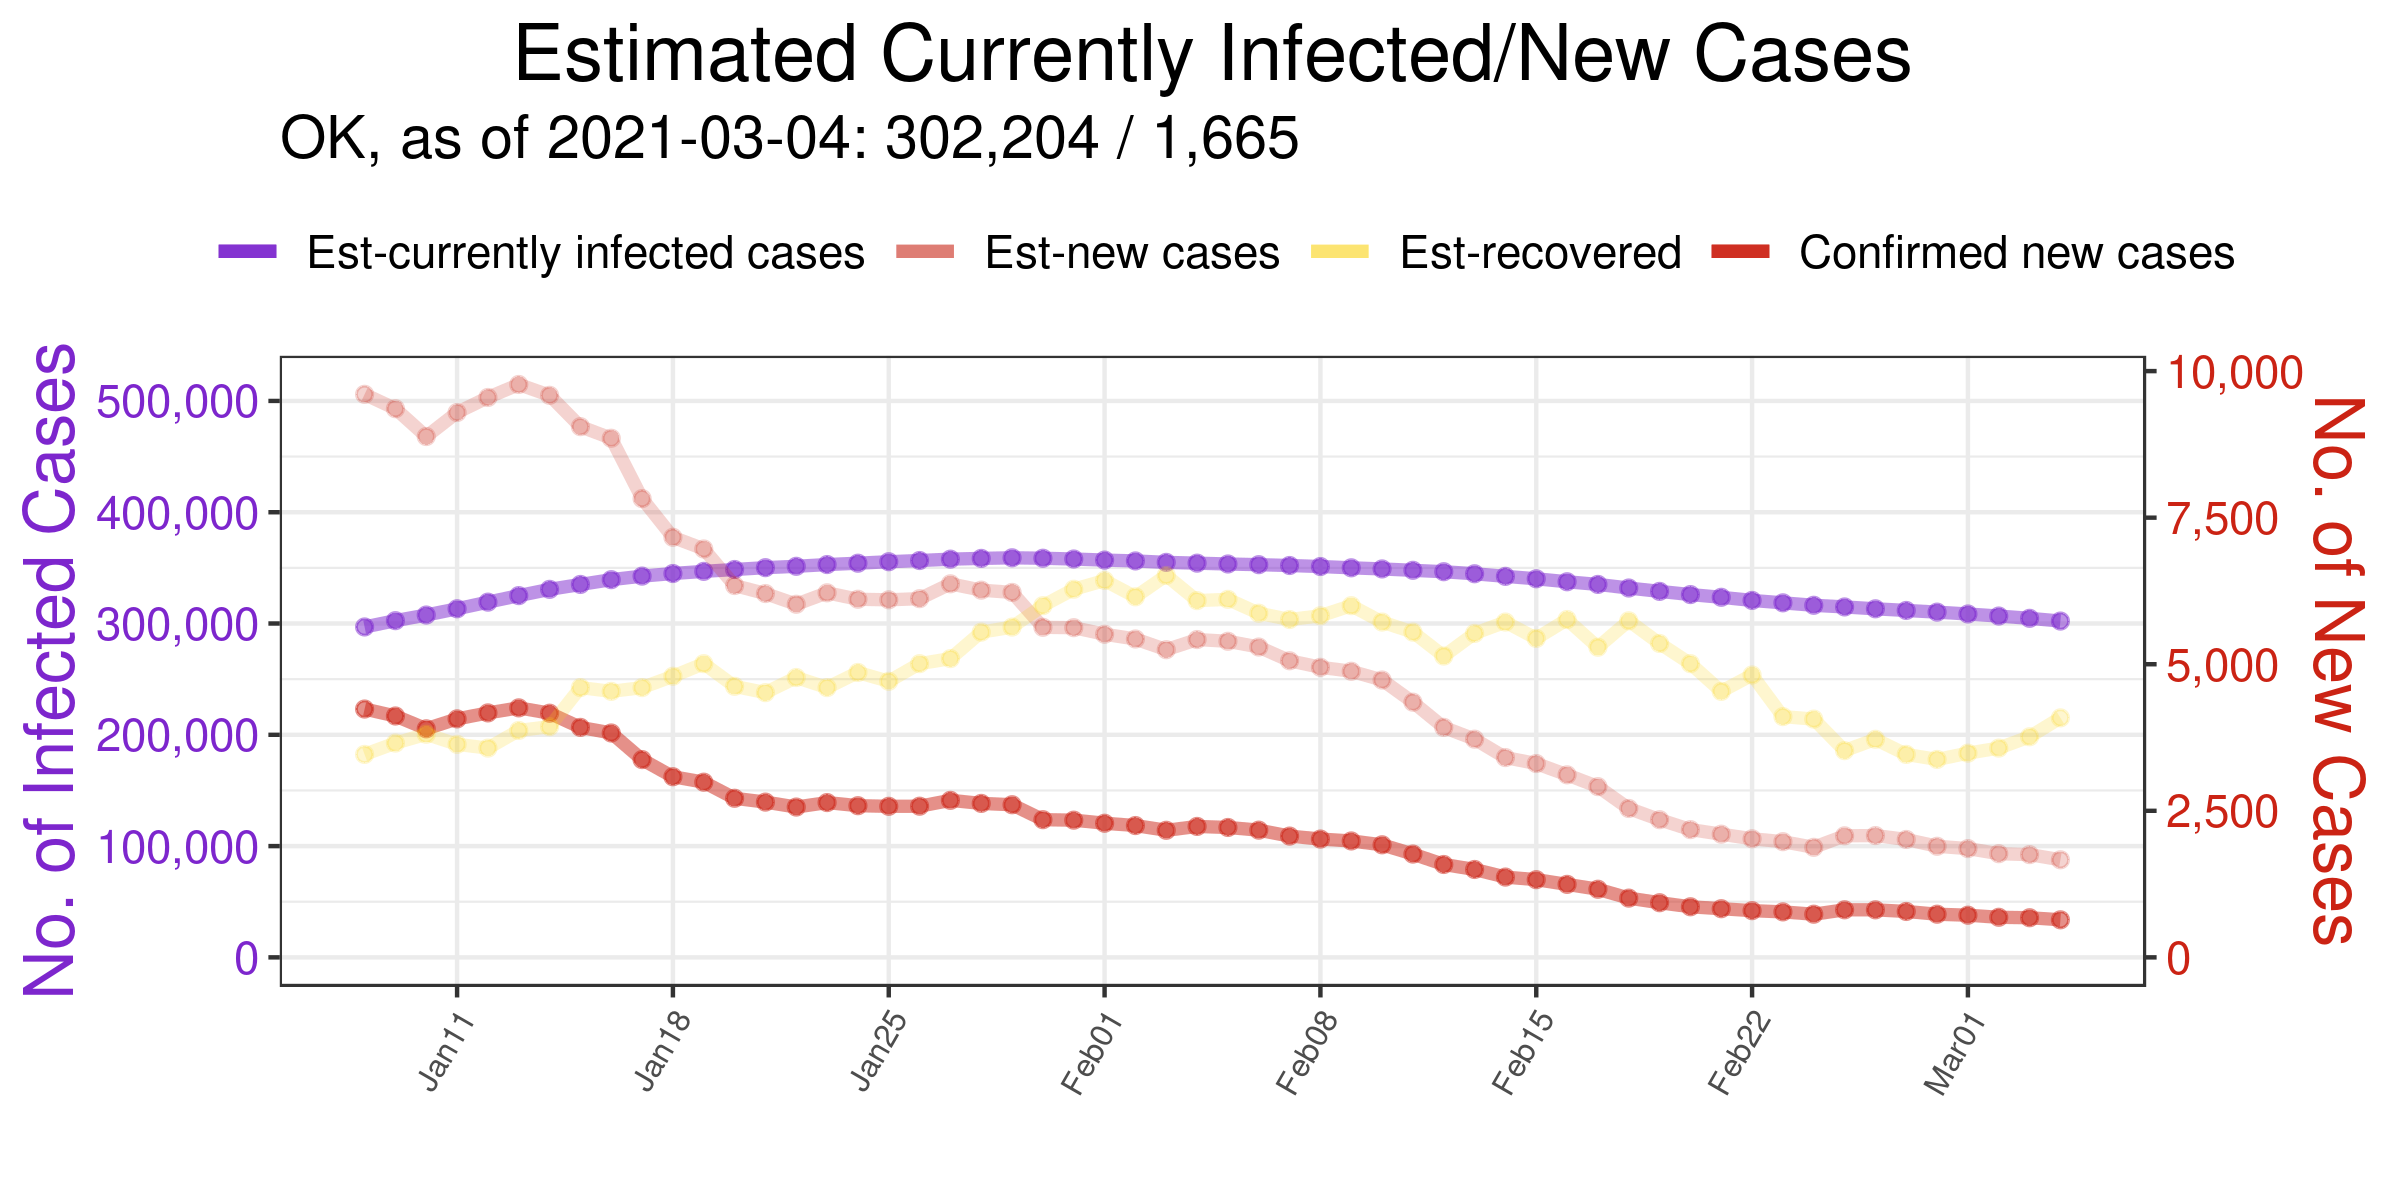 Estimated Currently Infected/New Cases
OK, as of 2021-03-04: 302,204 / 1,665
Est-currently infected cases Est-new cases Est-recovered Confirmed new cases
No. of Infected Cases
500,000
400,000
300,000
200,000
100,000
0
10,000
7,500
5,000
2,500
0
No. of New Cases
Jan11 Jan18 Jan25 Feb01 Feb08 Feb15 Feb22 Mar01